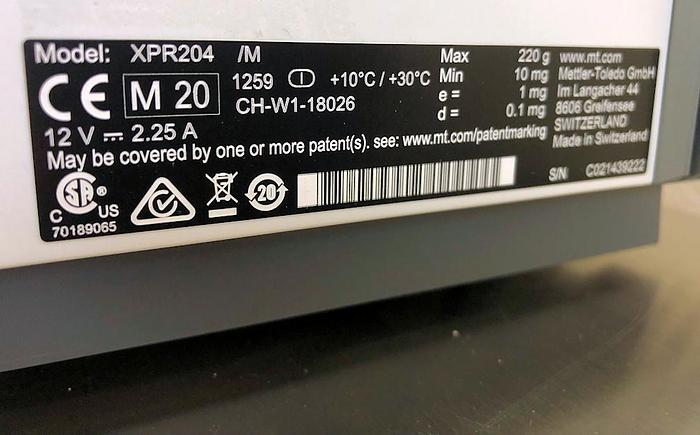 Model: XPR204 /M
CE M 20 1259 +10°C / +30°C
CH-W1-18026
12 V 2.25 A
Max 220 g
Min 10 mg
e = 1 mg
d = 0.1 mg
www.mt.com
Mettler-Toledo GmbH
Im Langacher 44
8606 Greifensee
SWITZERLAND
Made in Switzerland
May be covered by one or more patent(s). see: www.mt.com/patentmarking
C SA ® US
70189065
20
S/N C021439222